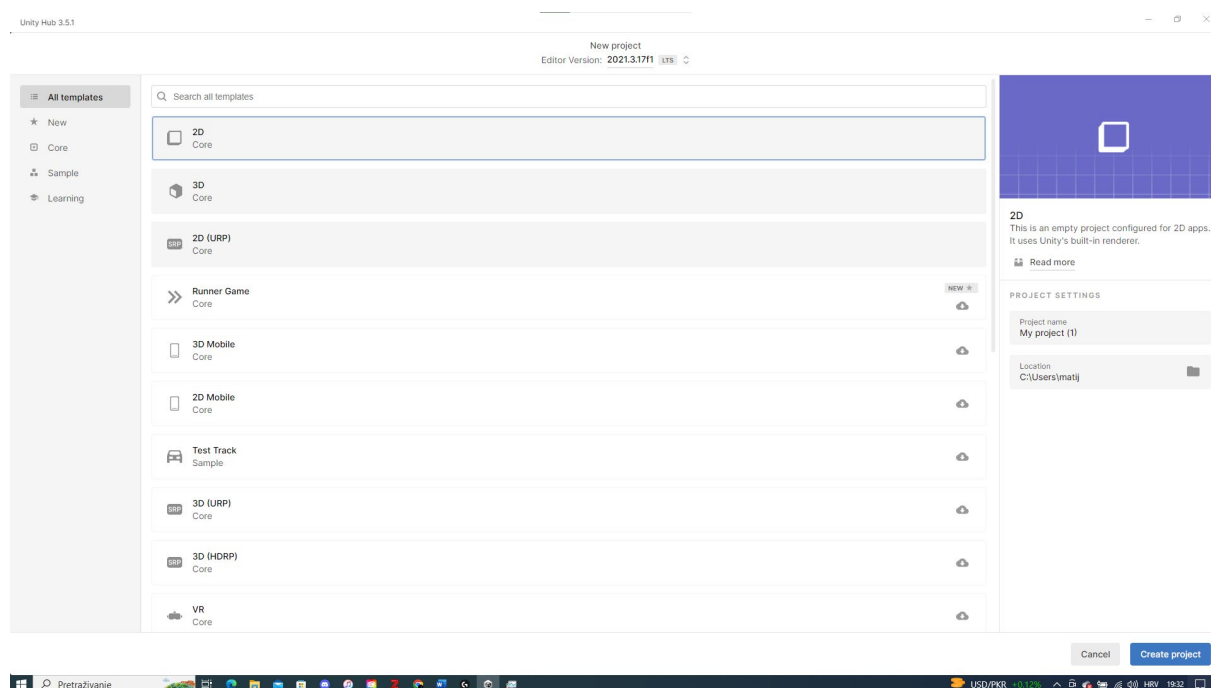 Unity Hub 3.5.1
New project
Editor Version: 2021.3.17f1 LTS
All templates
New
Core
Sample
Learning
Search all templates
2D
Core
3D
Core
SRP
2D (URP)
Core
Runner Game
Core
NEW
3D Mobile
Core
2D Mobile
Core
Test Track
Sample
SRP
3D (URP)
Core
SRP
3D (HDRP)
Core
VR
Core
2D
This is an empty project configured for 2D apps.
It uses Unity's built-in renderer.
Read more
PROJECT SETTINGS
Project name
My project (1)
Location
C:\Users\matij
Cancel
Create project
Pretraživanje
USD/PKR +0.12% HRV 19:32